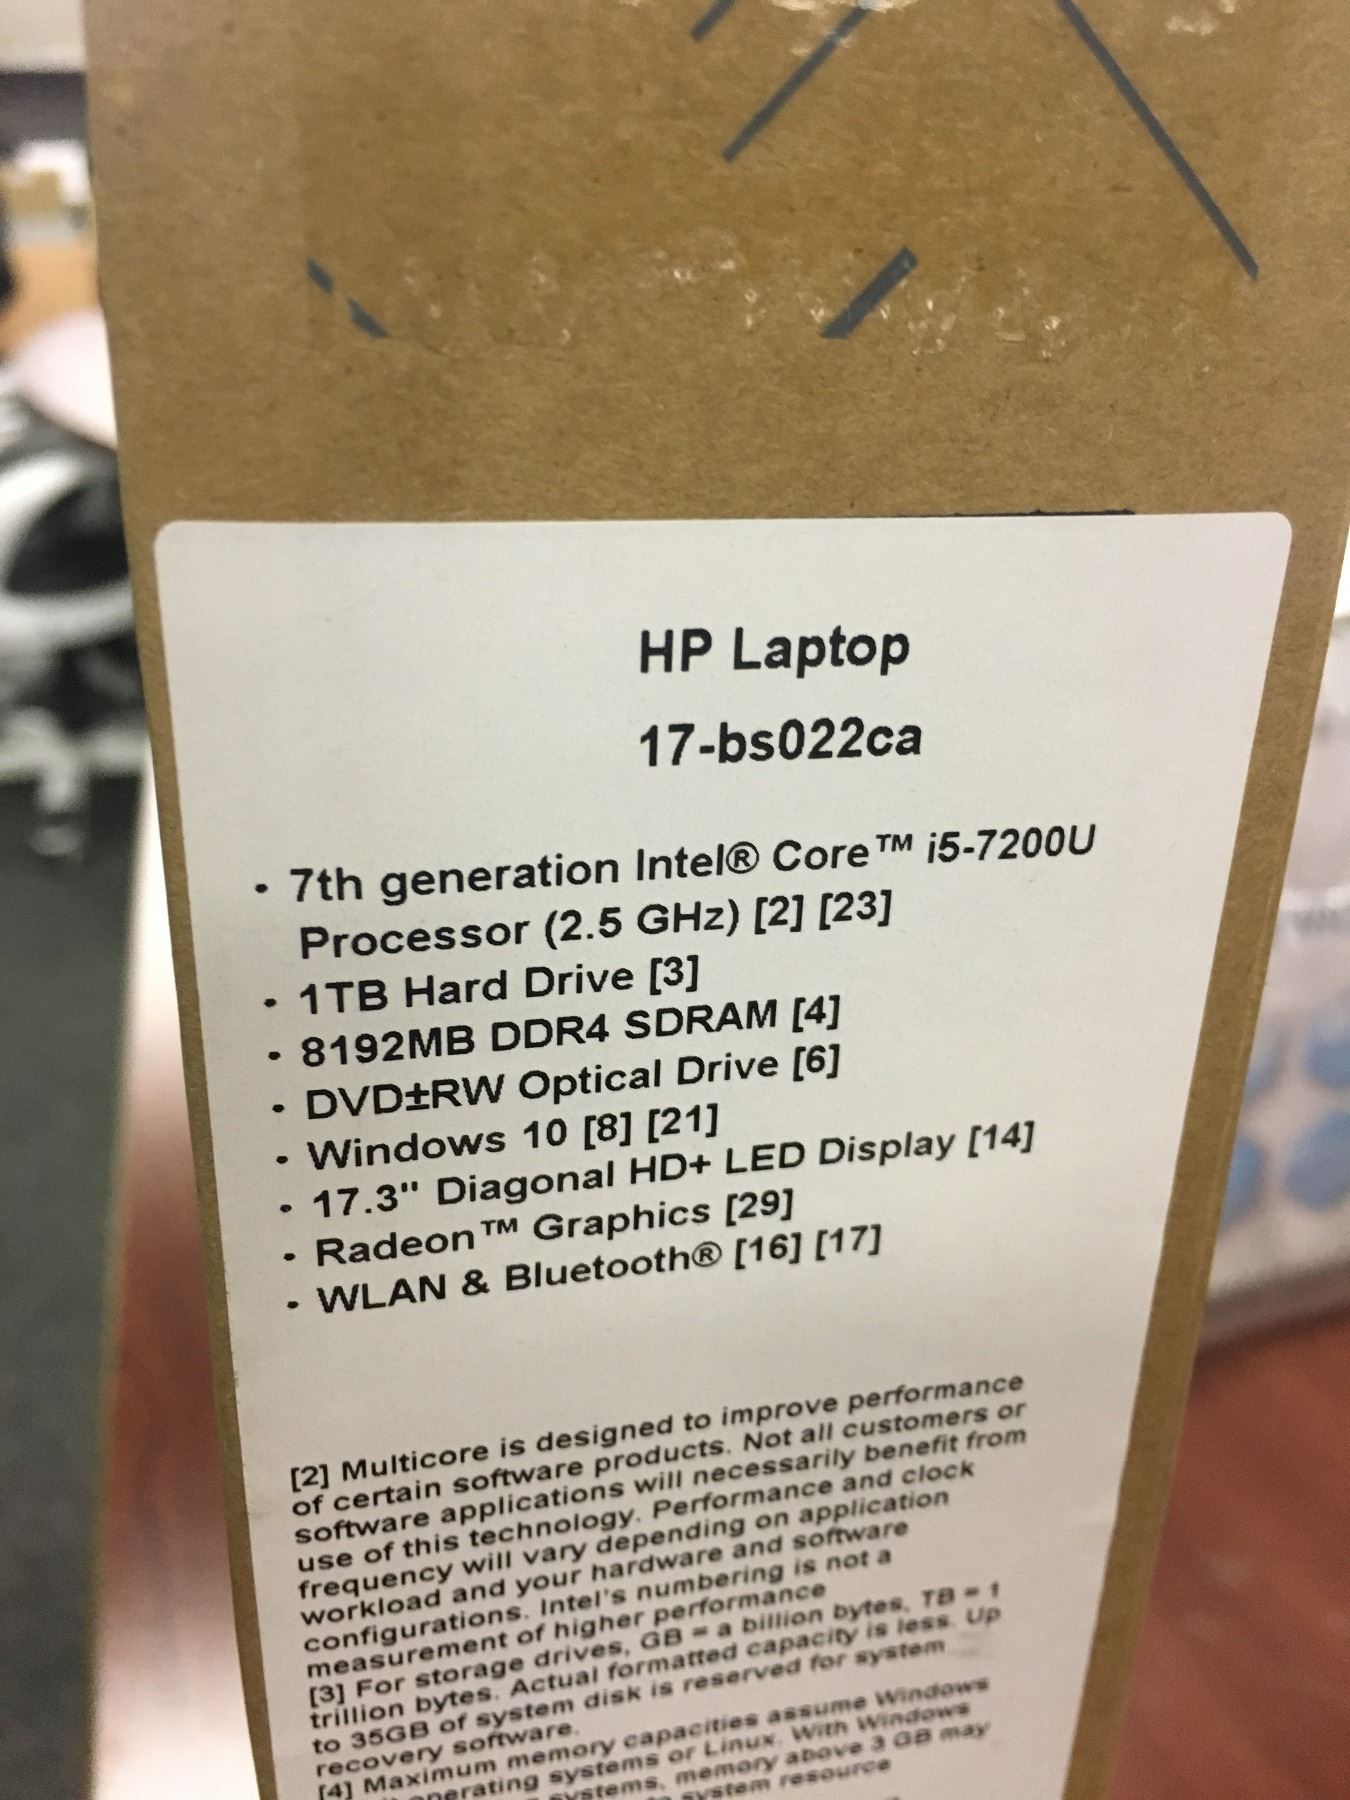 HP Laptop
17-bs022ca
• 7th generation Intel® Core™ i5-7200U
Processor (2.5 GHz) [2] [23]
• 1TB Hard Drive [3]
• 8192MB DDR4 SDRAM [4]
• DVD±RW Optical Drive [6]
• Windows 10 [8] [21]
• 17.3" Diagonal HD+ LED Display [14]
• Radeon™ Graphics [29]
• WLAN & Bluetooth® [16] [17]
[2] Multicore is designed to improve performance
of certain software products. Not all customers or
software applications will necessarily benefit from
use of this technology. Performance and clock
frequency will vary depending on application
workload and your hardware and software
configurations. Intel's numbering is not a
measurement of higher performance
[3] For storage drives, GB = a billion bytes, TB = 1
trillion bytes. Actual formatted capacity is less. Up
to 35GB of system disk is reserved for system
recovery software.
[4] Maximum memory capacities assume Windows
operating systems or Linux. With Windows
systems, memory above 3 GB may
system resource